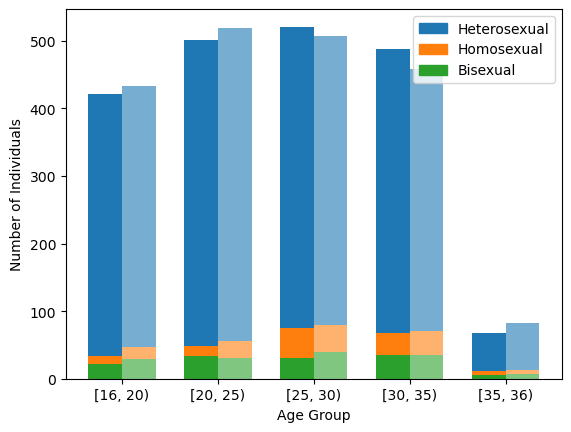 Heterosexual
Homosexual
Bisexual
Number of Individuals
500
400
300
200
100
0
[16, 20) [20, 25) [25, 30) [30, 35) [35, 36)
Age Group